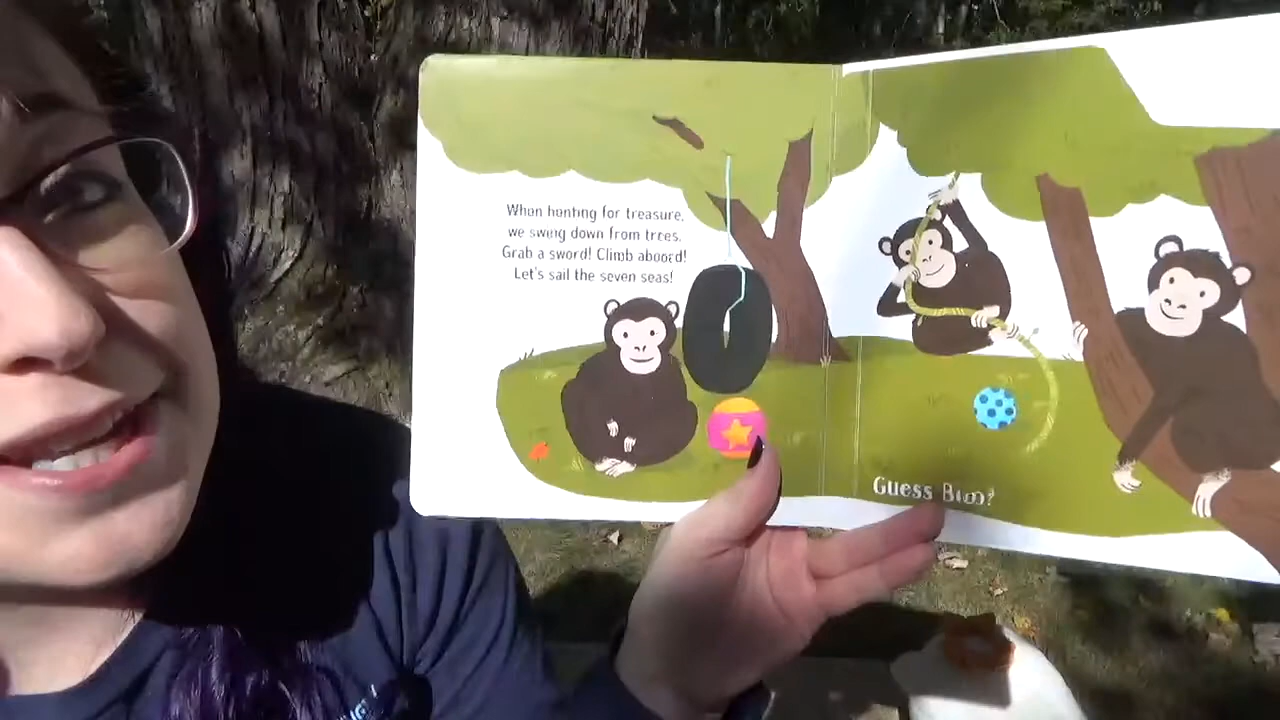 When hunting for treasure,
we swing down from trees.
Grab a sword! Climb aboard!
Let's sail the seven seas!
Guess